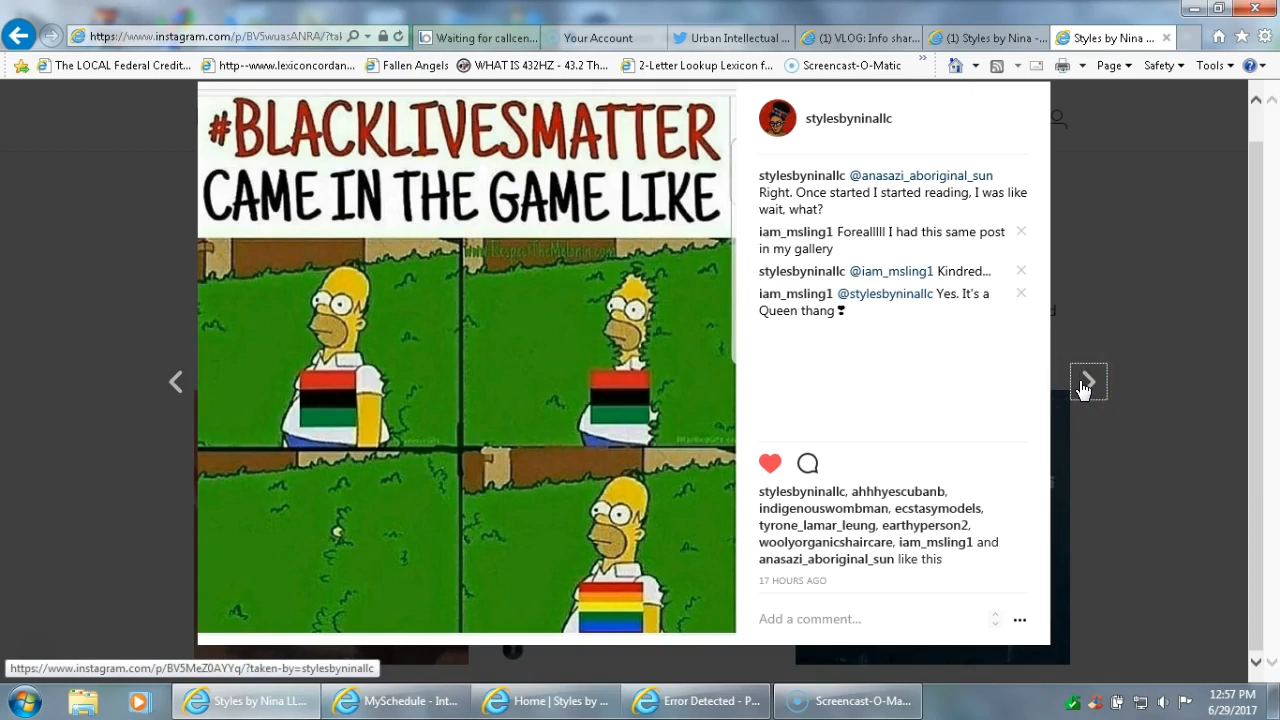 https://www.instagram.com/p/BV5wuasANRA/?tal
Waiting for callcen...
Your Account
Urban Intellectual ...
(1) VLOG: Info shar...
(1) Styles by Nina -...
Styles by Nina ...
The LOCAL Federal Credit...
http--www.lexiconcordan...
Fallen Angels
WHAT IS 432HZ - 43.2 Th...
2-Letter Lookup Lexicon f...
Screencast-O-Matic
Page
Safety
Tools
#BLACKLIVESMATTER
CAME IN THE GAME LIKE
www.RespectTheMelanin.com
stylesbyninallc
stylesbyninallc @anasazi_aboriginal_sun
Right. Once started I started reading, I was like
wait, what?
iam_msling1 Forealllll I had this same post
in my gallery
stylesbyninallc @iam_msling1 Kindred...
iam_msling1 @stylesbyninallc Yes. It's a
Queen thang❣
stylesbyninallc, ahhhyescubanb,
indigenouswombman, ecstasymodels,
tyrone_lamar_leung, earthyperson2,
woolyorganicshaircare, iam_msling1 and
anasazi_aboriginal_sun like this
17 HOURS AGO
Add a comment...
https://www.instagram.com/p/BV5MeZ0AYYq/?taken-by=stylesbyninallc
Styles by Nina LL...
MySchedule - Int...
Home | Styles by ...
Error Detected - P...
Screencast-O-Ma...
12:57 PM
6/29/2017